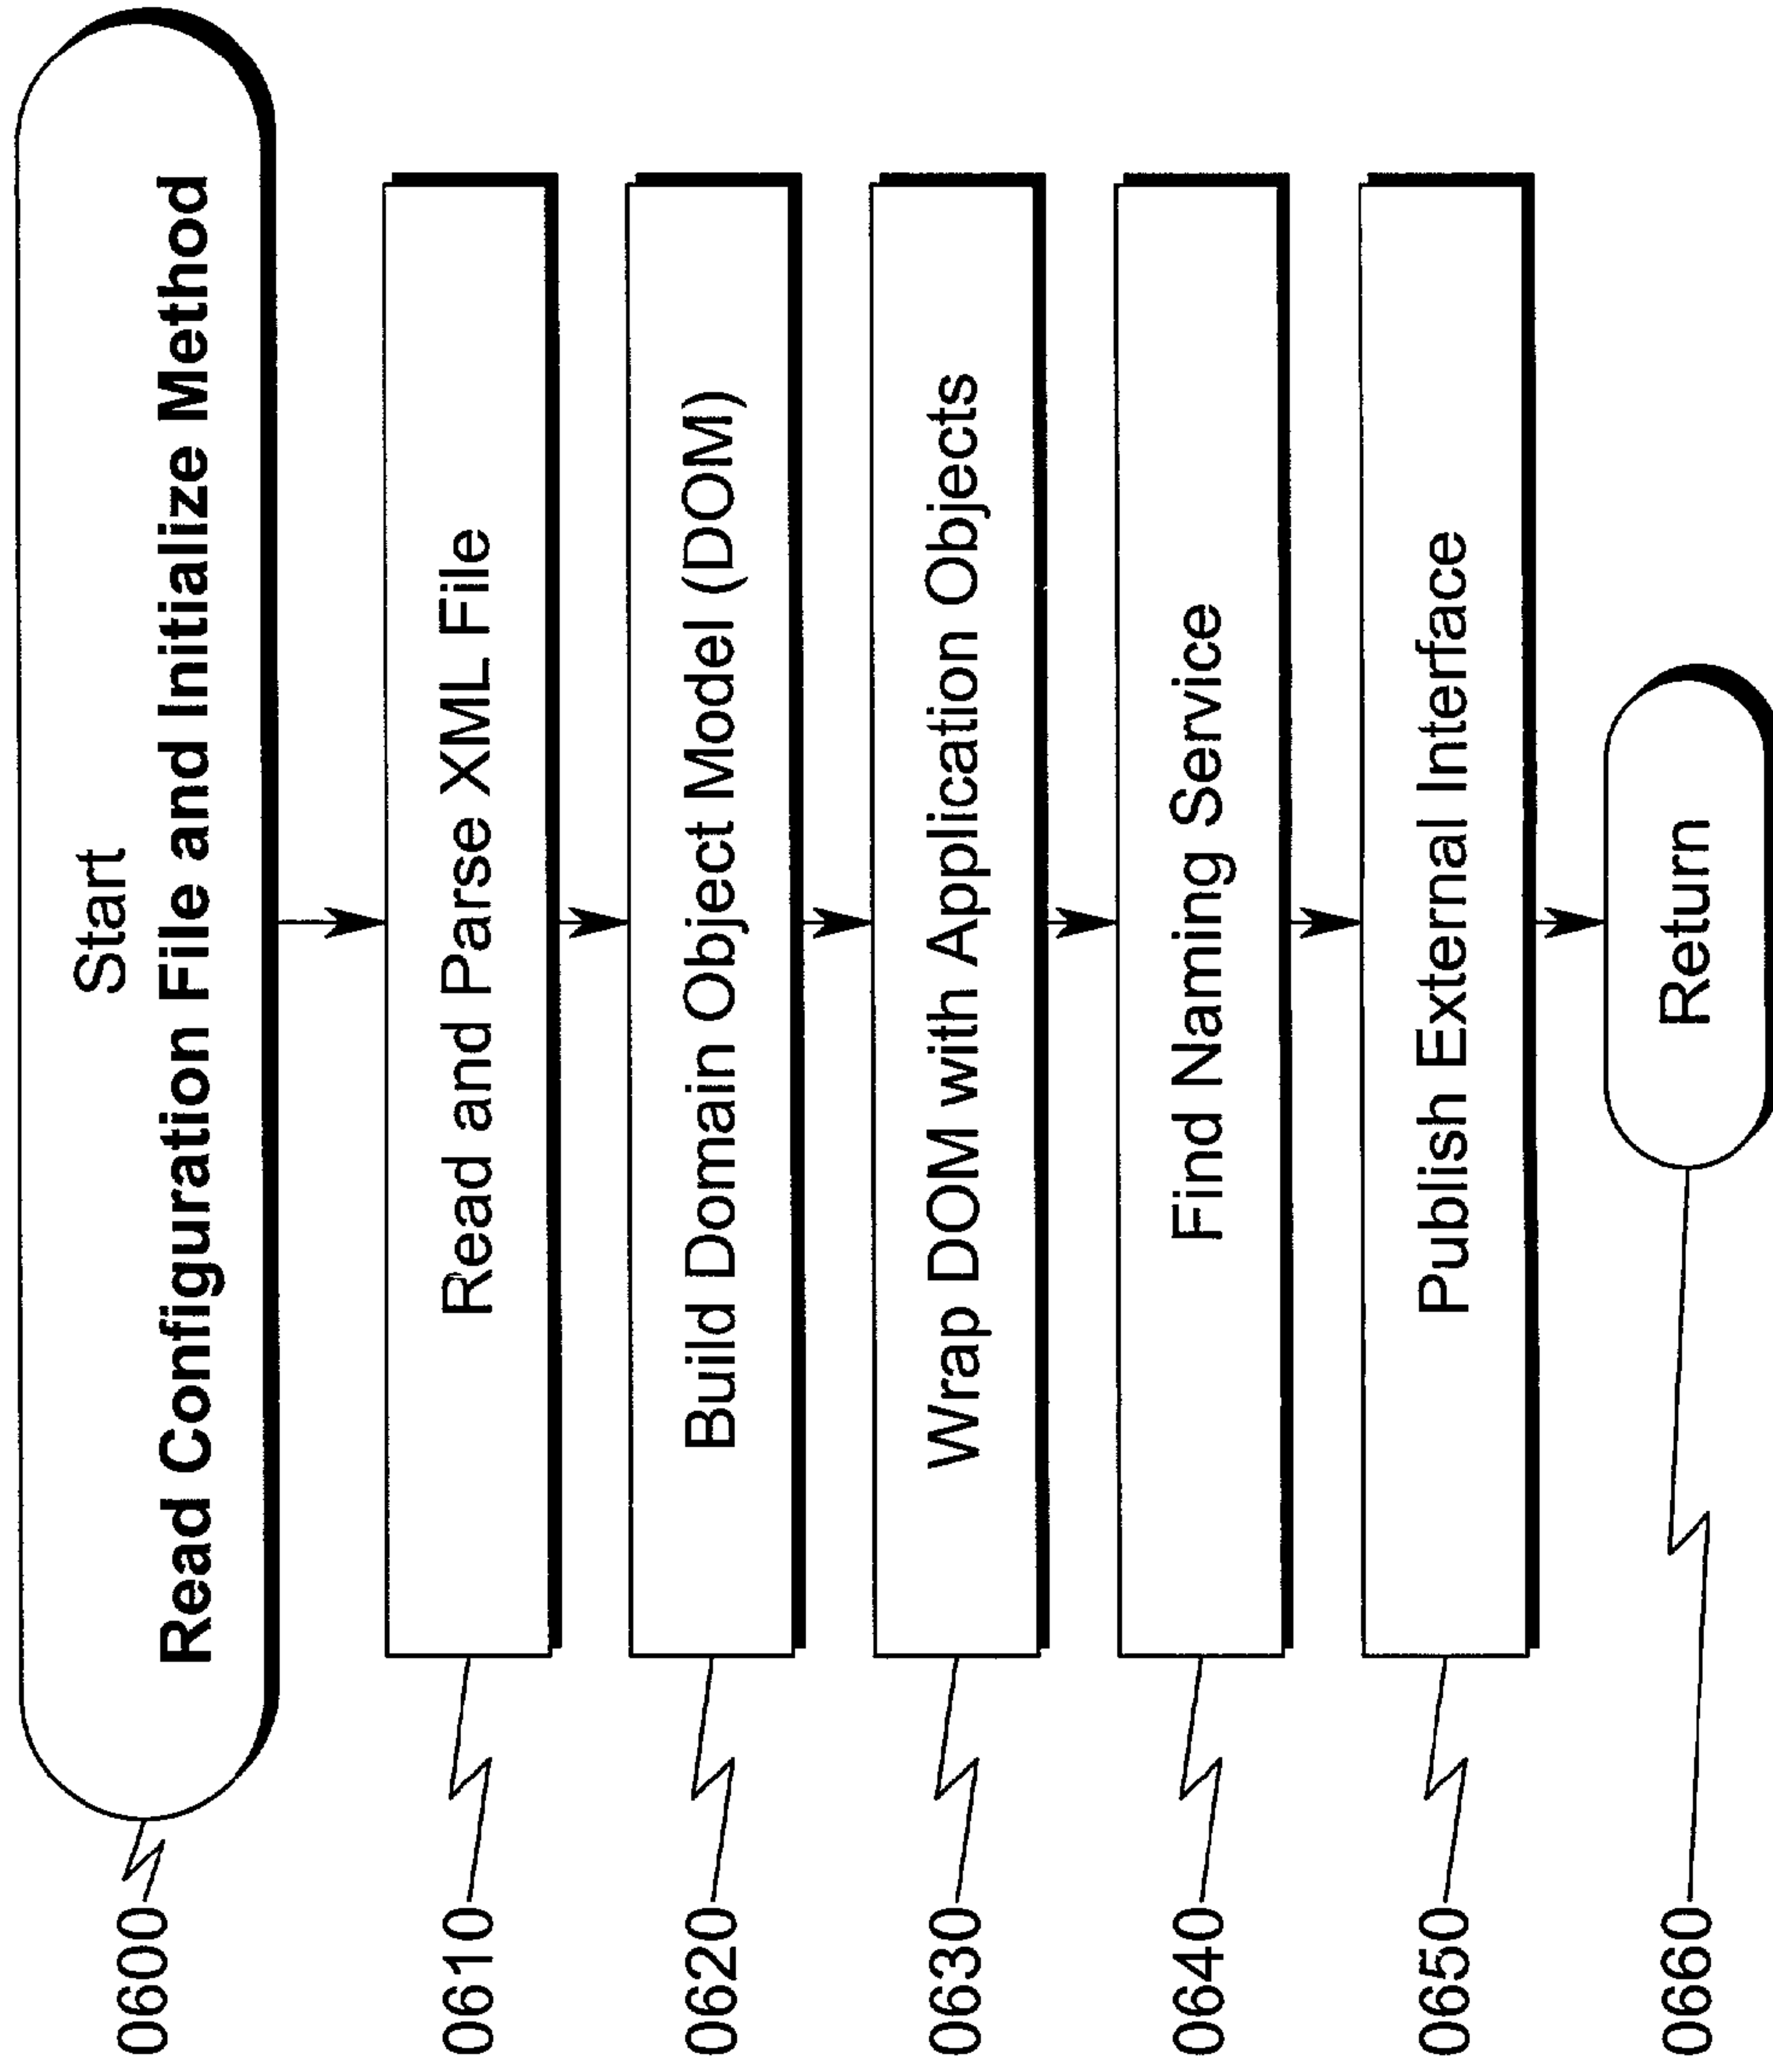 Start
Read Configuration File and Initialize Method
0600
Read and Parse XML File
0610
Build Domain Object Model (DOM)
0620
Wrap DOM with Application Objects
0630
Find Naming Service
0640
Publish External Interface
0650
Return
0660